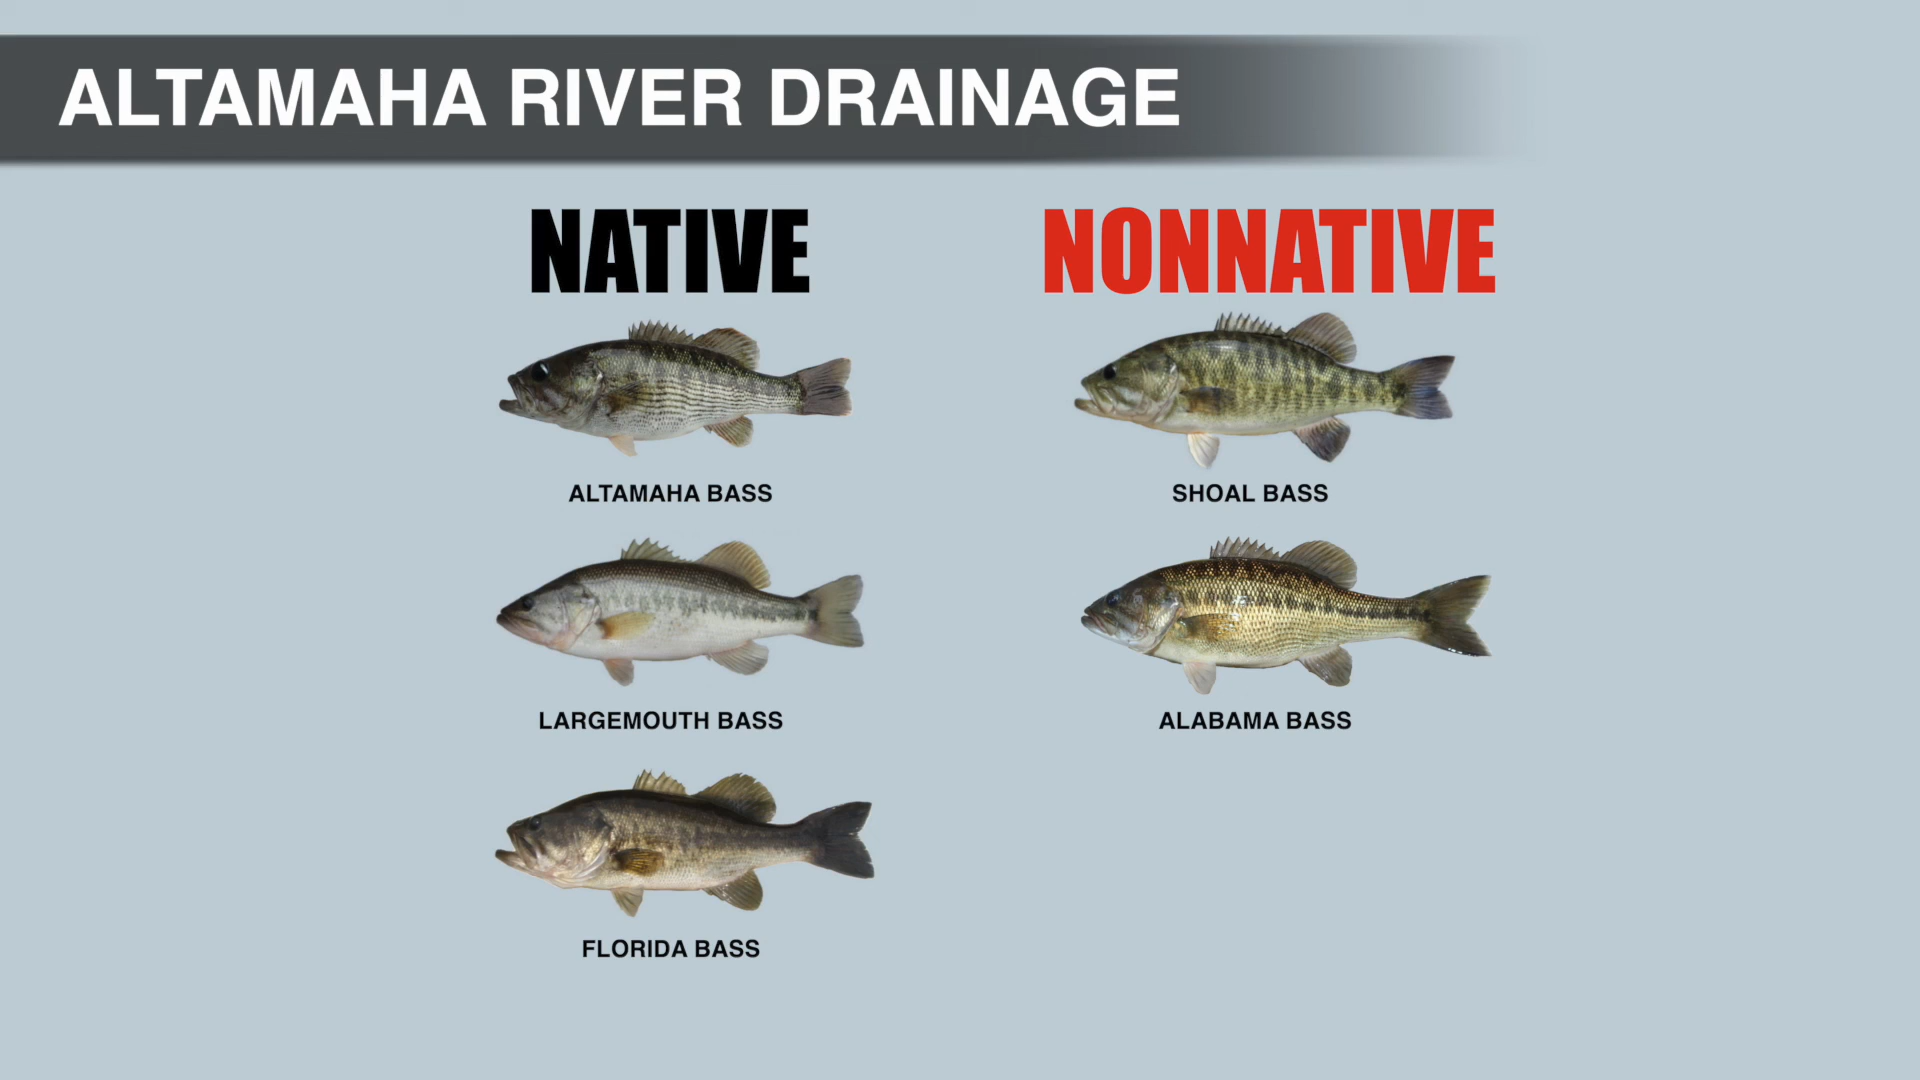 ALTAMAHA RIVER DRAINAGE
NATIVE
NONNATIVE
ALTAMAHA BASS
SHOAL BASS
LARGEMOUTH BASS
ALABAMA BASS
FLORIDA BASS